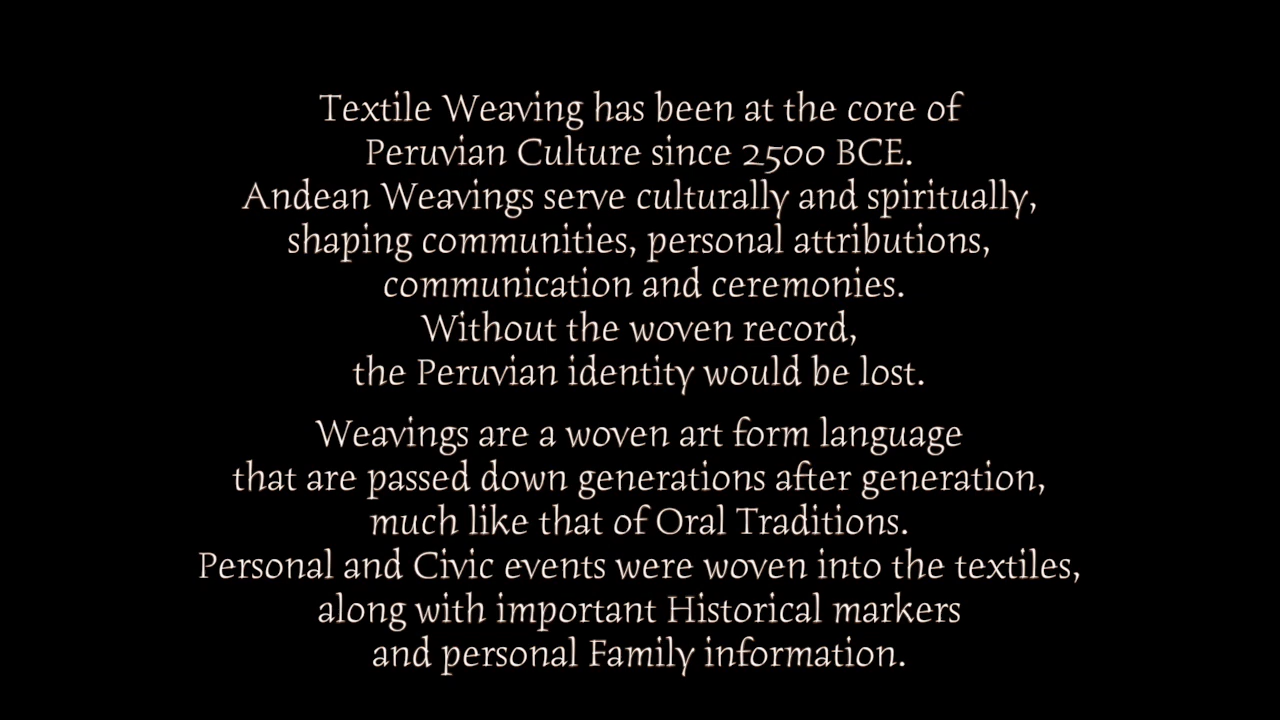 Textile Weaving has been at the core of
Peruvian Culture since 2500 BCE.
Andean Weavings serve culturally and spiritually,
shaping communities, personal attributions,
communication and ceremonies.
Without the woven record,
the Peruvian identity would be lost.
Weavings are a woven art form language
that are passed down generations after generation,
much like that of Oral Traditions.
Personal and Civic events were woven into the textiles,
along with important Historical markers
and personal Family information.